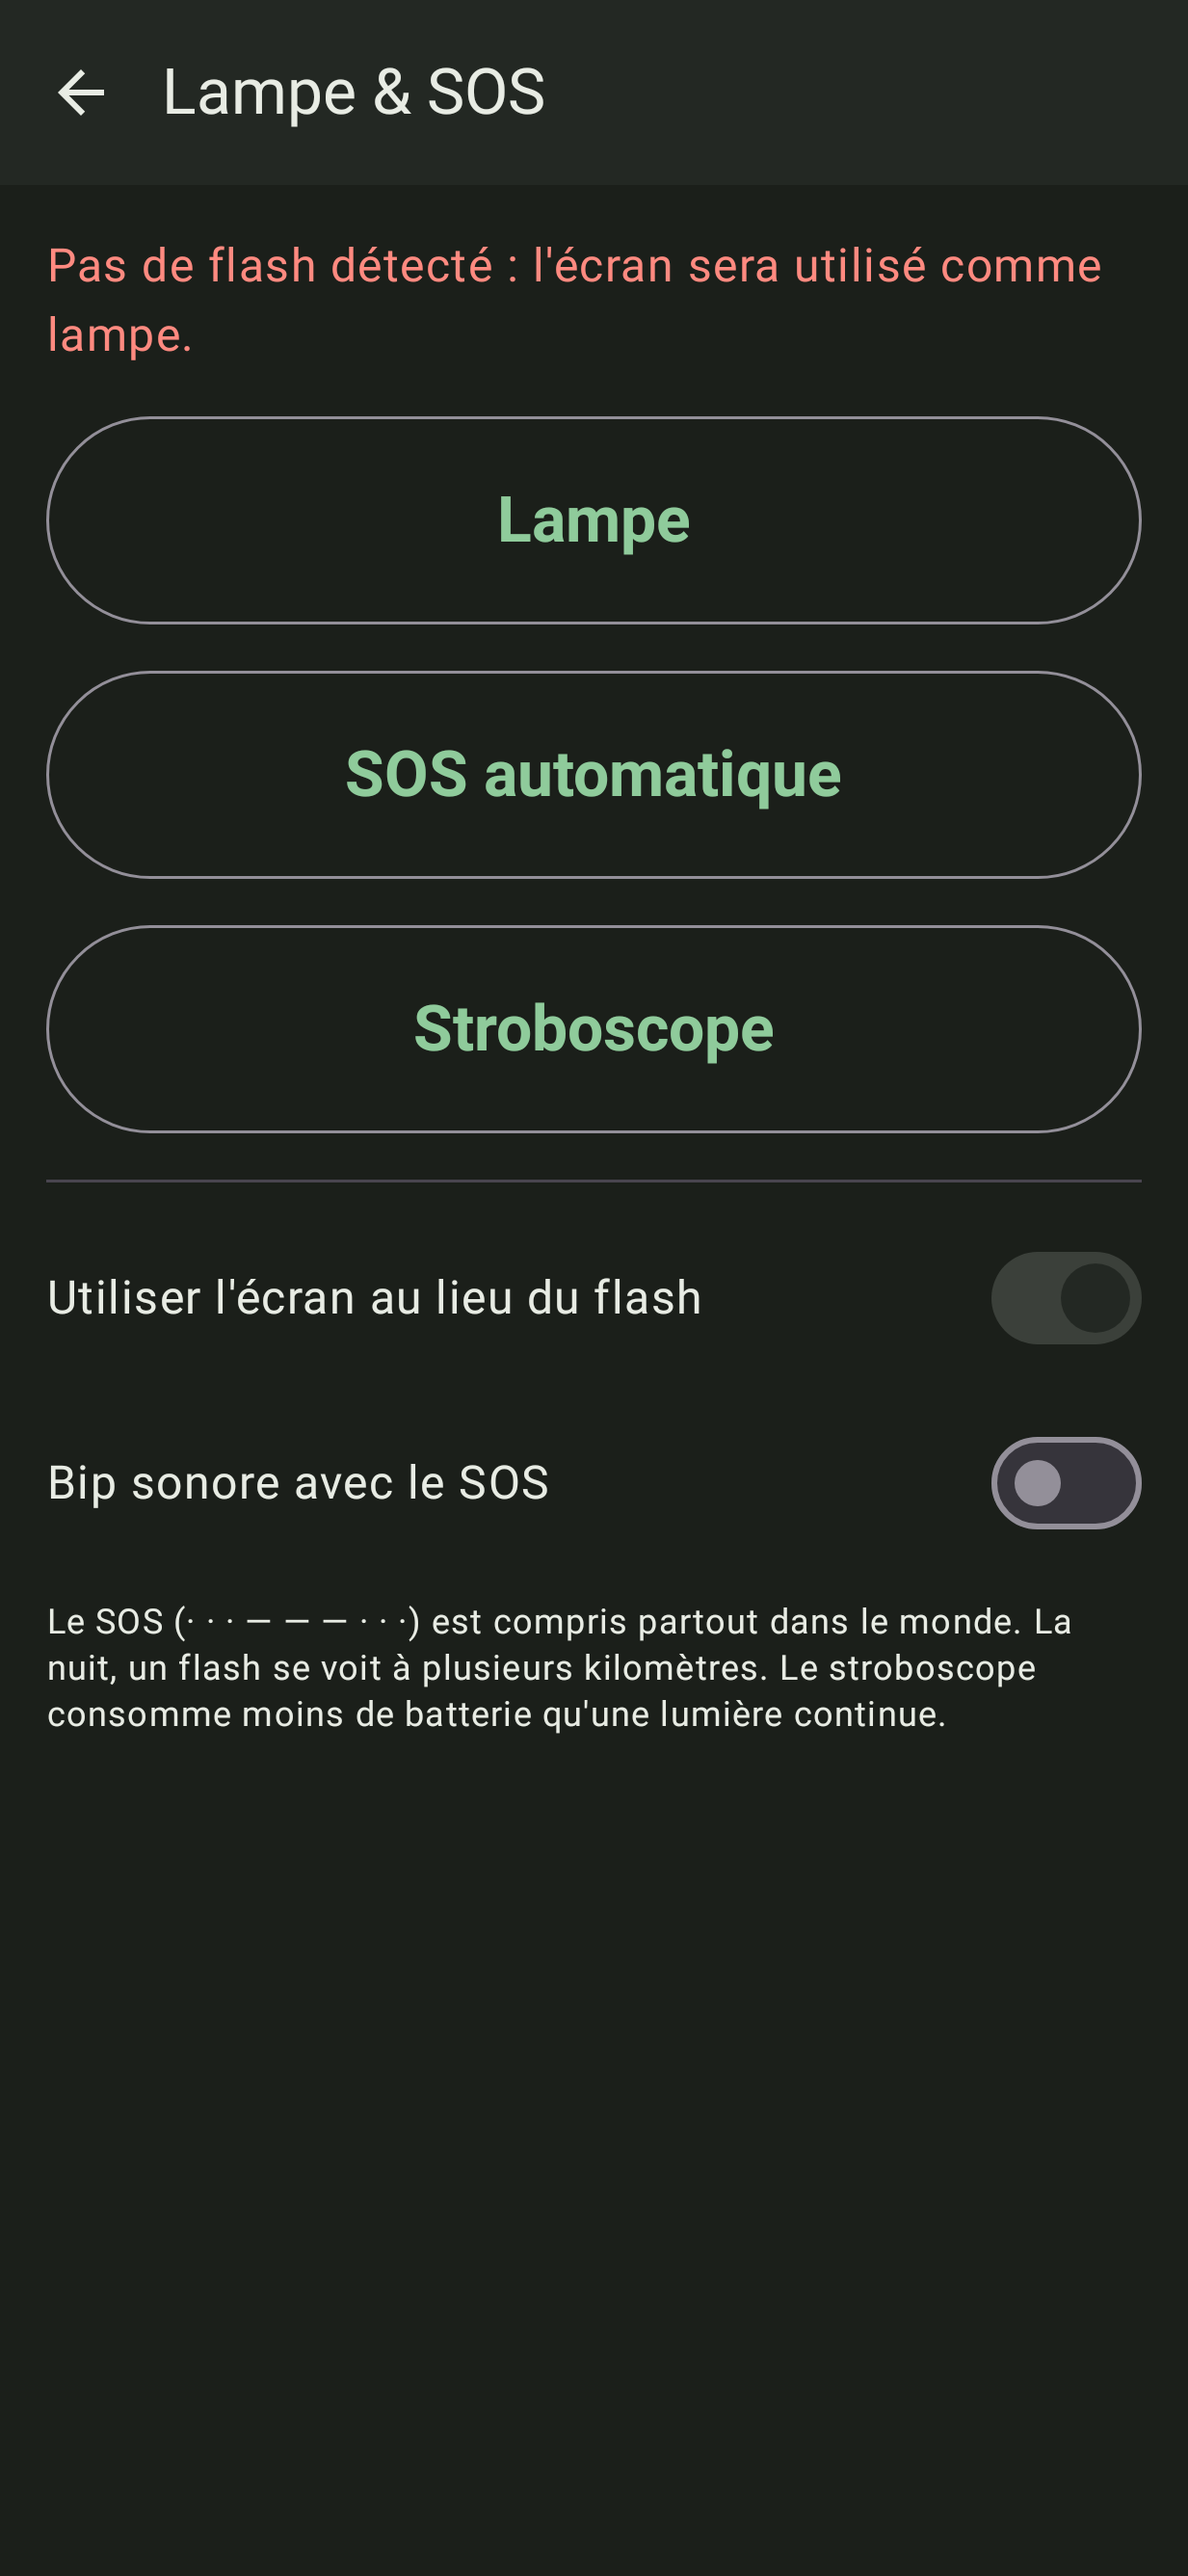 Lampe & SOS
Pas de flash détecté : l'écran sera utilisé comme
lampe.
Lampe
SOS automatique
Stroboscope
Utiliser l'écran au lieu du flash
Bip sonore avec le SOS
Le SOS (· · · — — — · · ·) est compris partout dans le monde. La
nuit, un flash se voit à plusieurs kilomètres. Le stroboscope
consomme moins de batterie qu'une lumière continue.